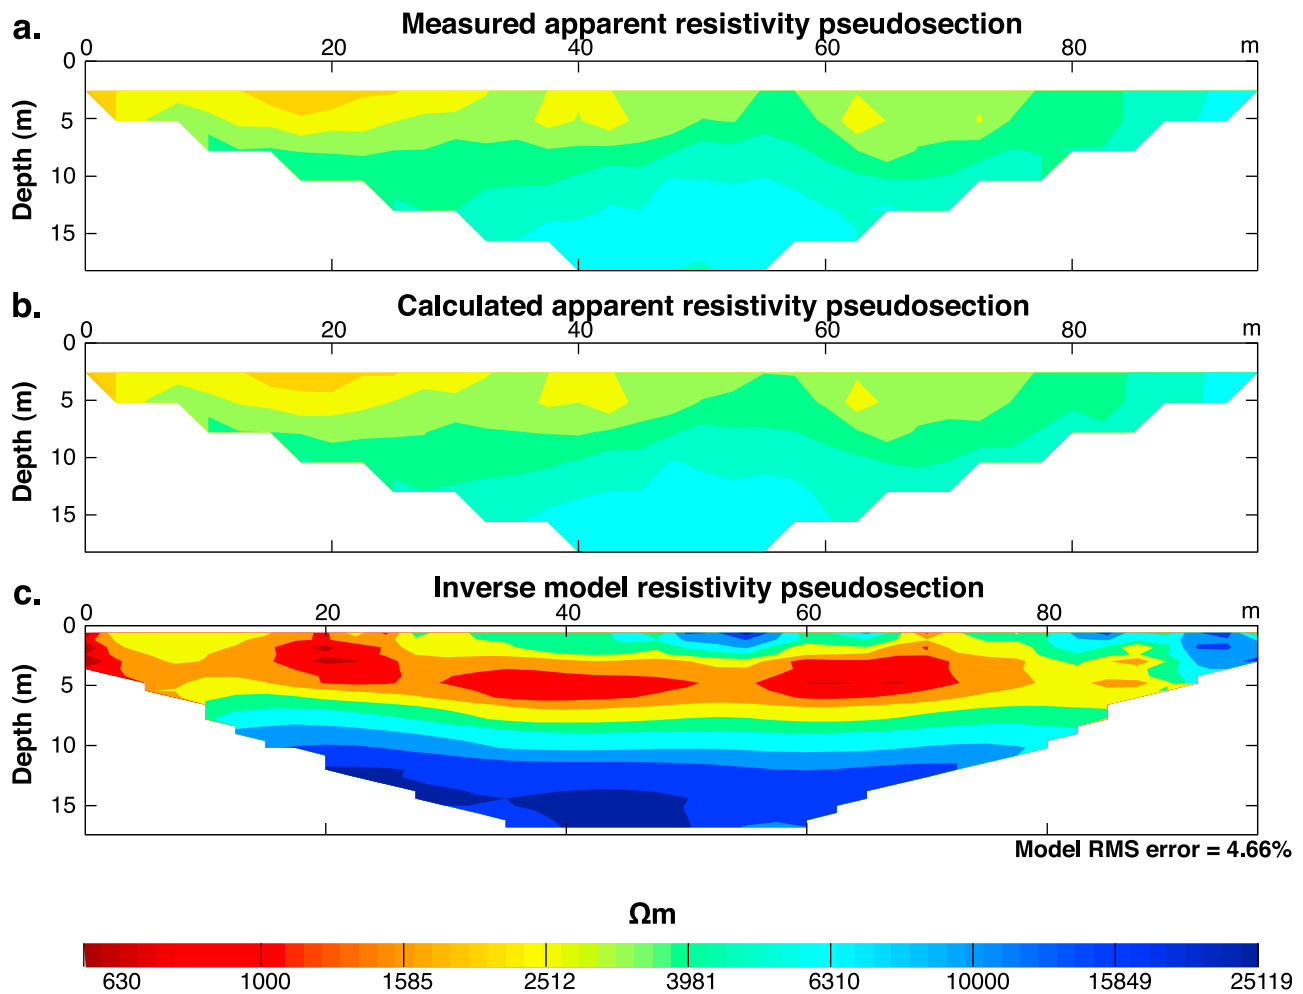 a.
Measured apparent resistivity pseudosection
0 20 40 60 80 m
0
5
10
15
Depth (m)
b.
Calculated apparent resistivity pseudosection
0 20 40 60 80 m
0
5
10
15
Depth (m)
c.
Inverse model resistivity pseudosection
0 20 40 60 80 m
0
5
10
15
Depth (m)
Model RMS error = 4.66%
Ωm
630 1000 1585 2512 3981 6310 10000 15849 25119